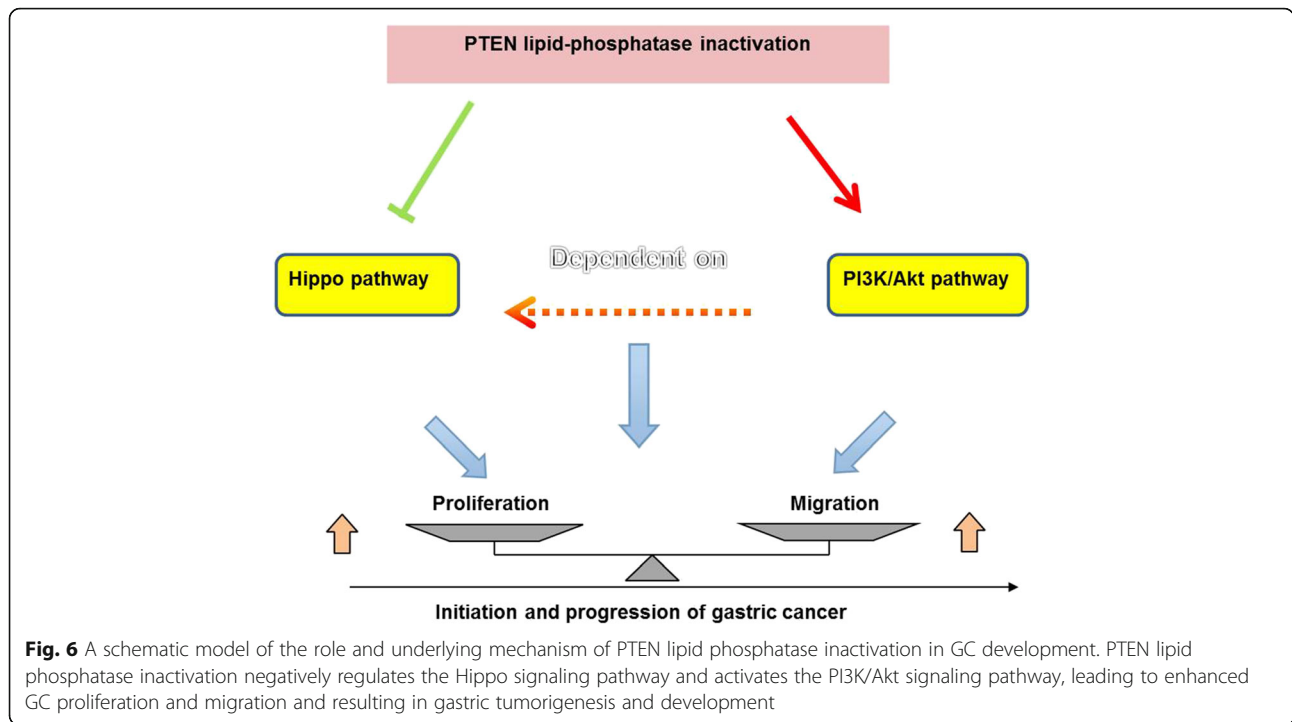 PTEN lipid-phosphatase inactivation
Dependent on
Hippo pathway
PI3K/Akt pathway
Proliferation
Migration
Initiation and progression of gastric cancer
Fig. 6 A schematic model of the role and underlying mechanism of PTEN lipid phosphatase inactivation in GC development. PTEN lipid
phosphatase inactivation negatively regulates the Hippo signaling pathway and activates the PI3K/Akt signaling pathway, leading to enhanced
GC proliferation and migration and resulting in gastric tumorigenesis and development